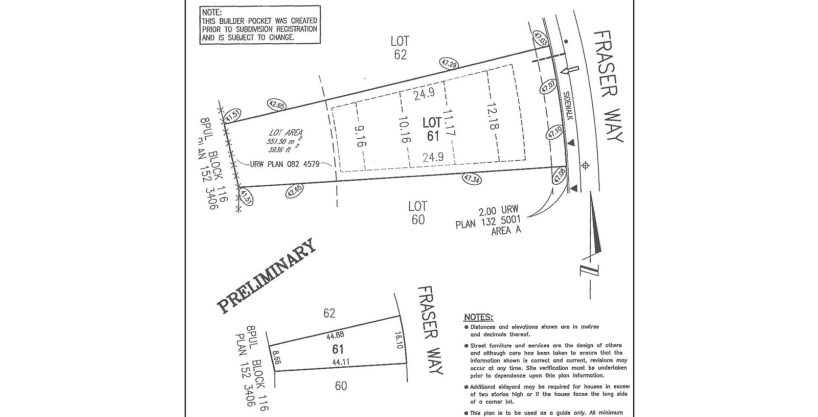 NOTE:
THIS BUILDER POCKET WAS CREATED
PRIOR TO SUBDIVISION REGISTRATION
AND IS SUBJECT TO CHANGE.
LOT
62
47.03
FRASER WAY
47.29
SIDEWALK
47.07
42.65
47.51
24.9
9.16
10.16
11.17
12.18
LOT
61
24.9
LOT AREA
551.50 m²
5936 ft²
47.10
8PUL BLOCK 116
PLAN 152 3406
URW PLAN 082 4579
47.51
42.65
47.34
47.08
LOT
60
2.00 URW
PLAN 132 5001
AREA A
PRELIMINARY
62
FRASER WAY
44.88
8.66
61
16.10
44.11
8PUL BLOCK 116
PLAN 152 3406
60
NOTES:
● Distances and elevations shown are in metres
and decimals thereof.
● Street furniture and services are the design of others
and although care has been taken to ensure that the
information shown is correct and current, revisions may
occur at any time. Site verification must be undertaken
prior to dependence upon this plan information.
● Additional sideyard may be required for houses in excess
of two stories high or if the house faces the long side
of a corner lot.
● This plan is to be used as a guide only. All minimum